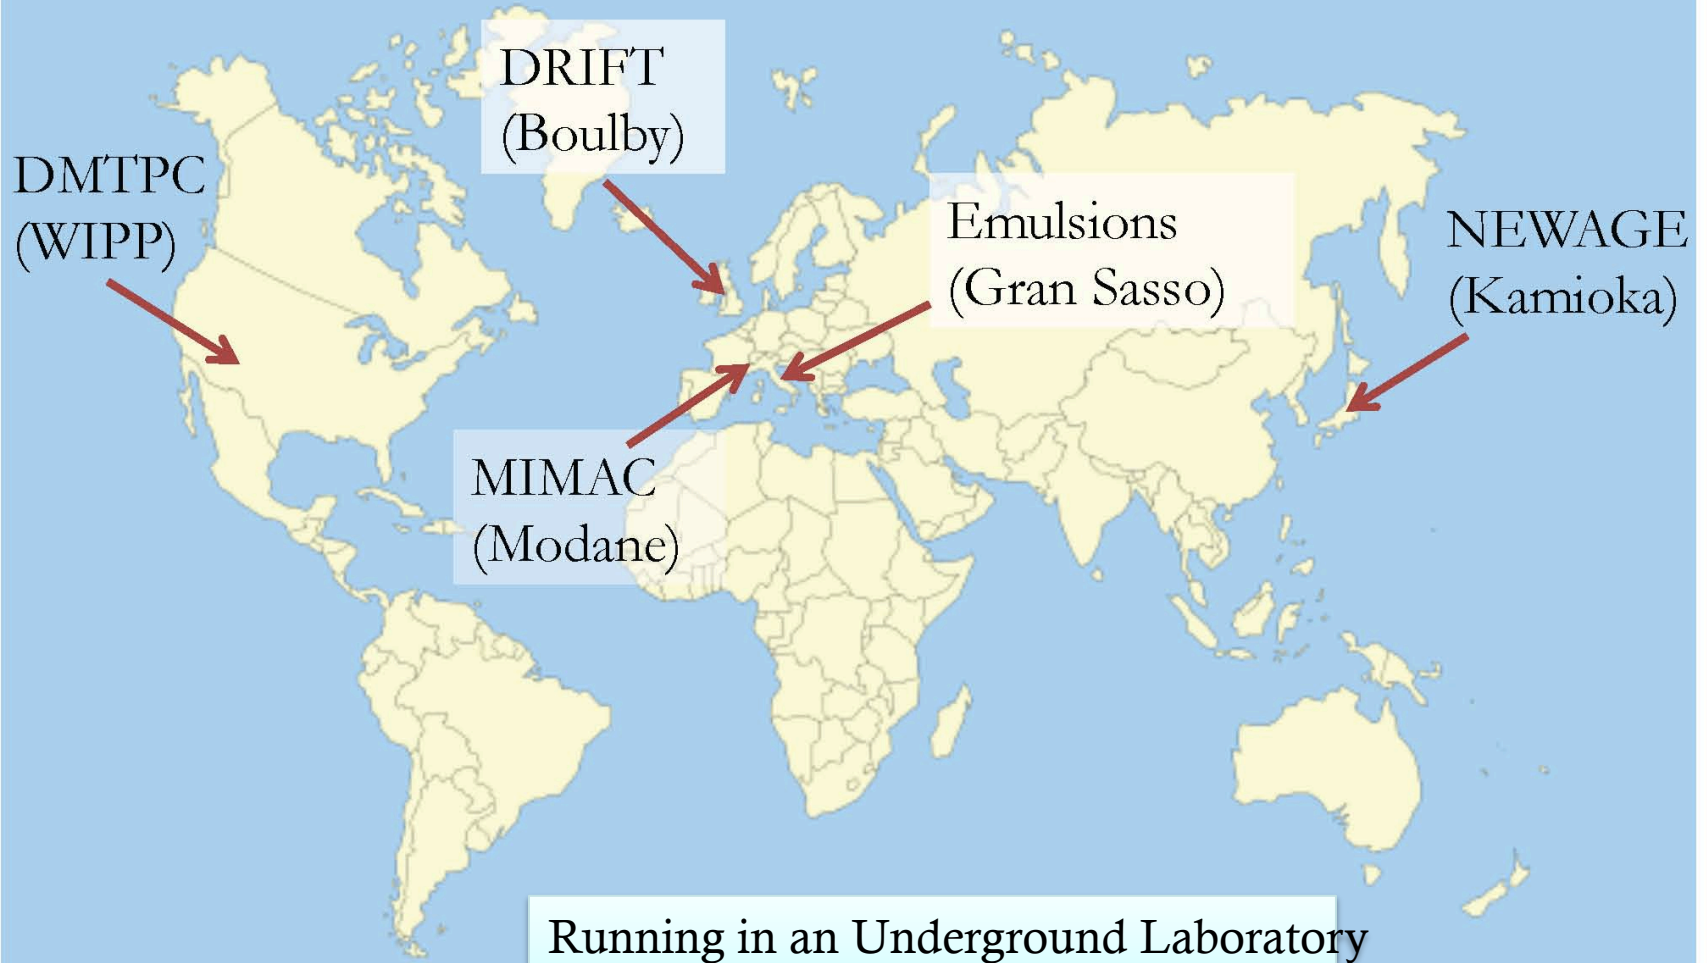 DRIFT
(Boulby)
DMTPC
(WIPP)
Emulsions
(Gran Sasso)
NEWAGE
(Kamioka)
MIMAC
(Modane)
Running in an Underground Laboratory